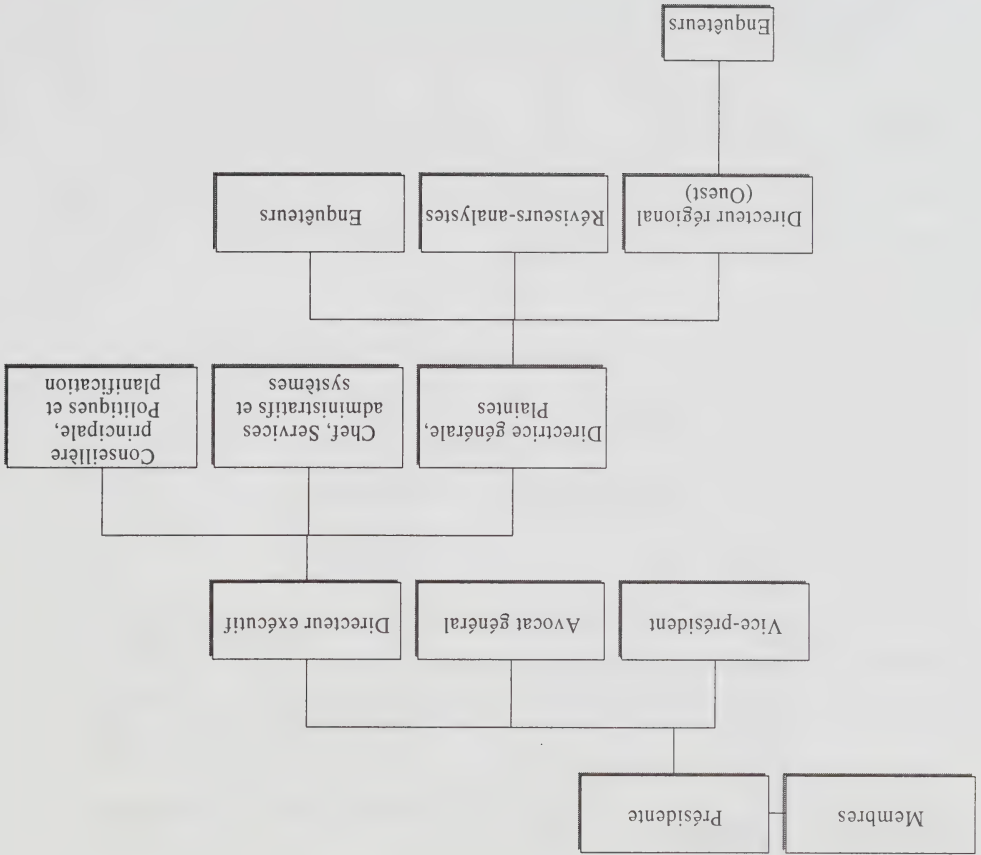 Membres
Présidente
Vice-président
Avocat général
Directeur exécutif
Directrice générale,
Plaintes
Chef, Services
administratifs et
systèmes
Conseillère
principale,
Politiques et
planification
Directeur régional
(Ouest)
Réviseurs-analystes
Enquêteurs
Enquêteurs